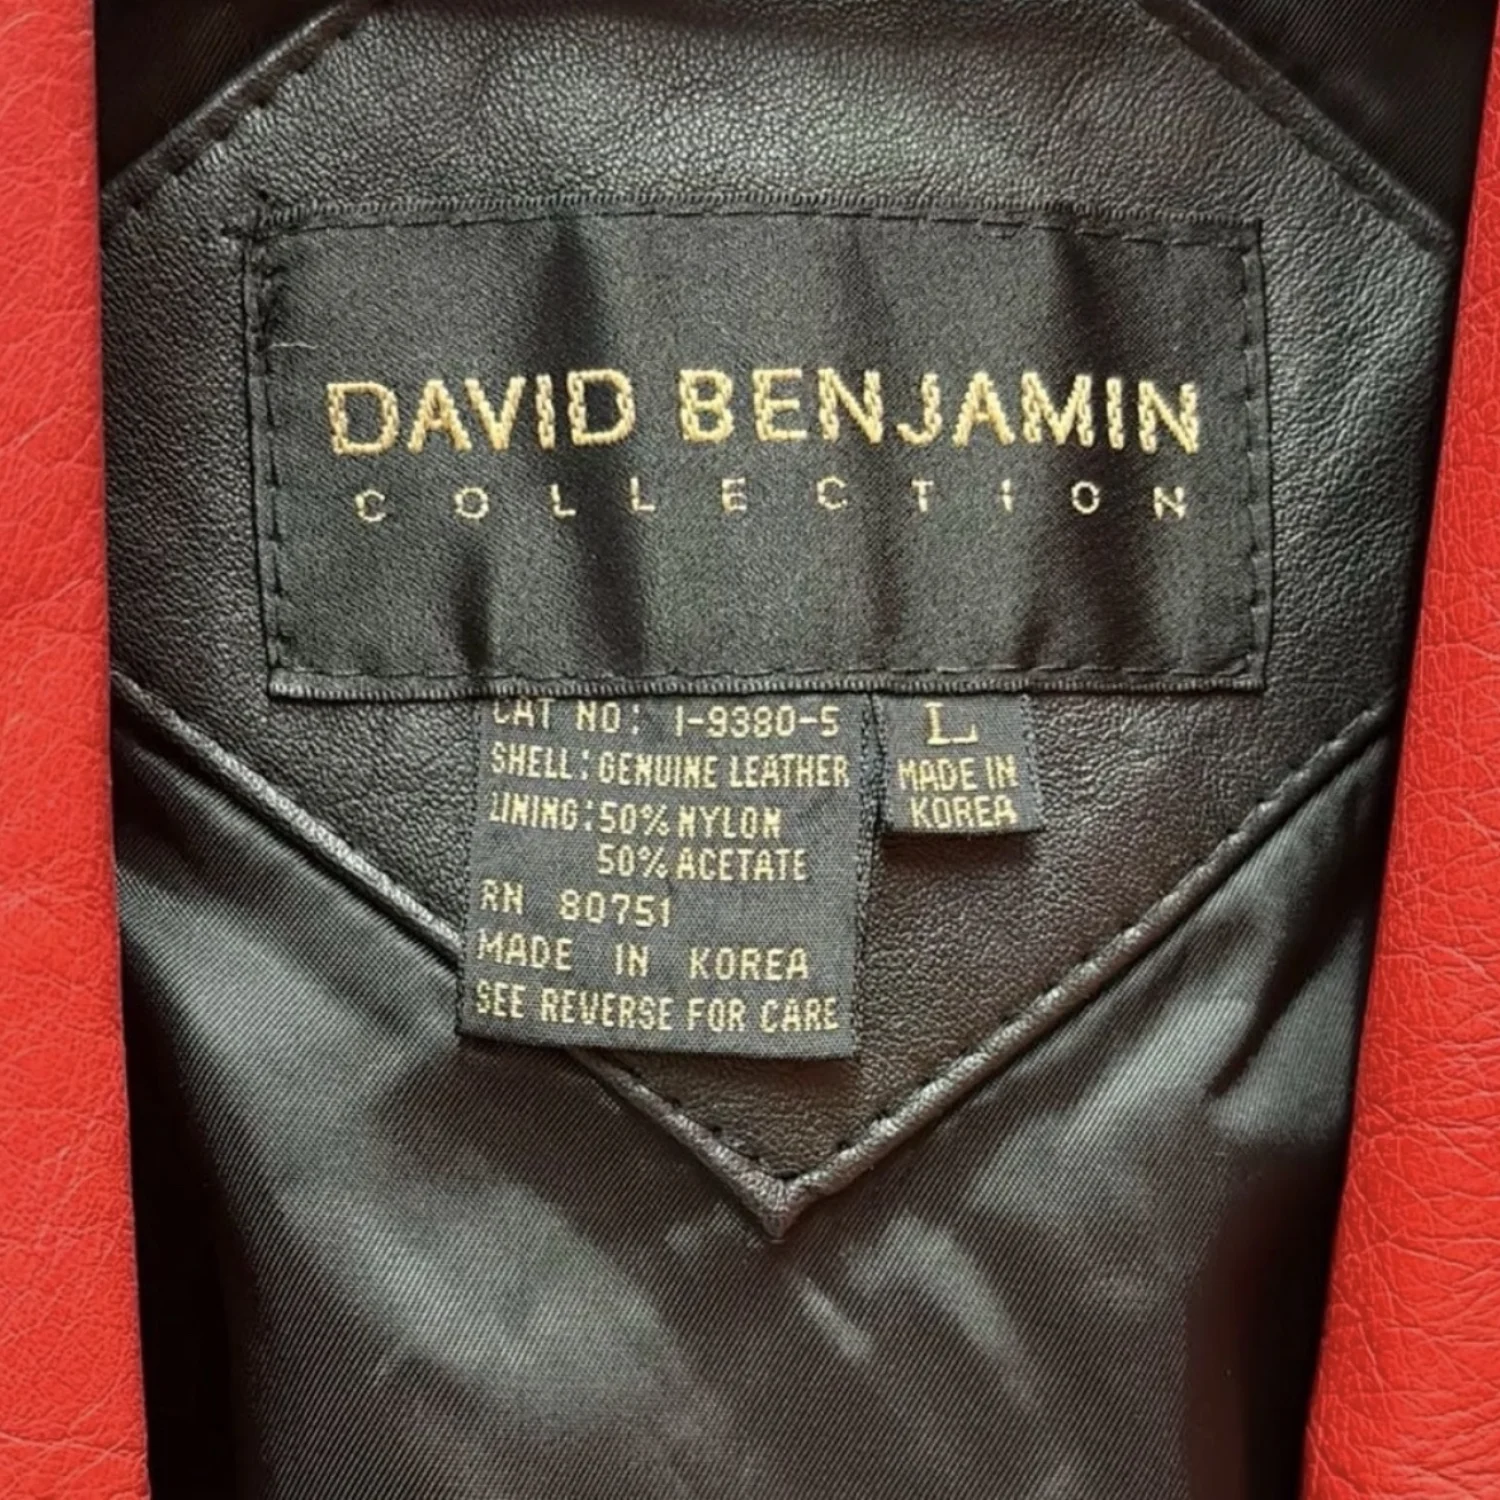 DAVID BENJAMIN
COLLECTION
CAT NO: 1-9380-5
SHELL: GENUINE LEATHER
LINING: 50% NYLON
50% ACETATE
RN 80751
MADE IN KOREA
SEE REVERSE FOR CARE
L
MADE IN
KOREA